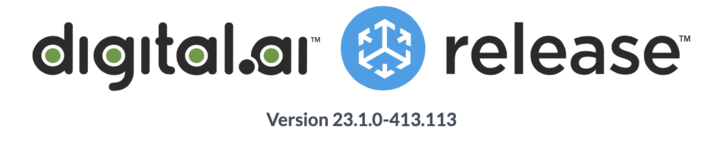 digital.ai™ release™
Version 23.1.0-413.113